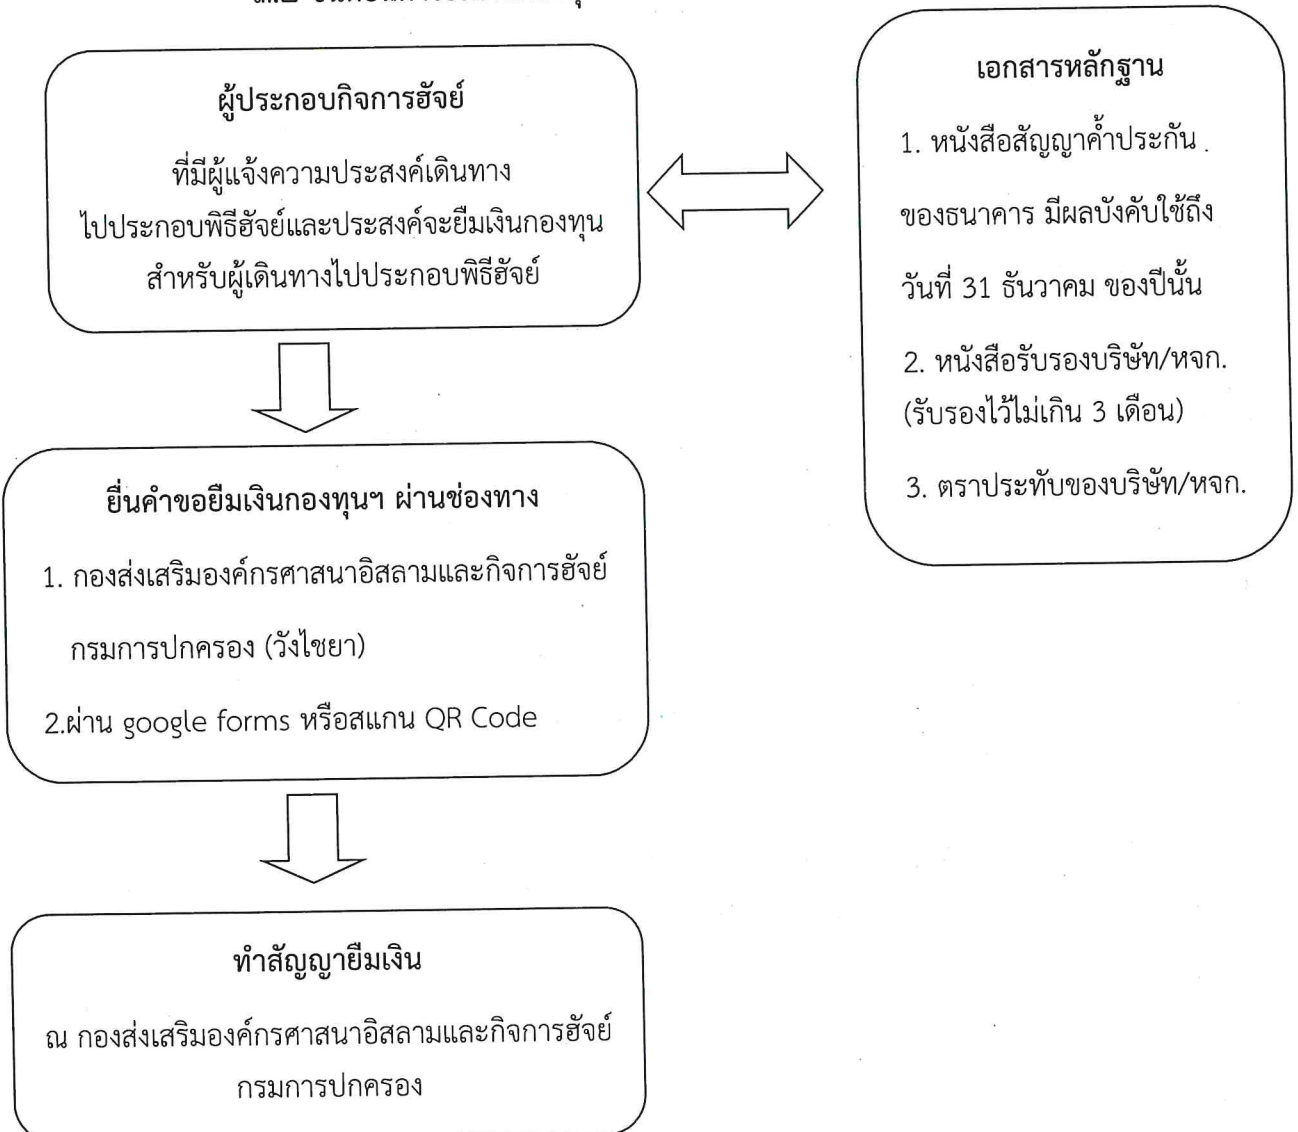 ผู้ประกอบกิจการฮัจย์
ที่มีผู้แจ้งความประสงค์เดินทาง
ไปประกอบพิธีฮัจย์และประสงค์จะยืมเงินกองทุน
สำหรับผู้เดินทางไปประกอบพิธีฮัจย์
เอกสารหลักฐาน
1. หนังสือสัญญาค้ำประกัน
ของธนาคาร มีผลบังคับใช้ถึง
วันที่ 31 ธันวาคม ของปีนั้น
2. หนังสือรับรองบริษัท/หจก.
(รับรองไว้ไม่เกิน 3 เดือน)
3. ตราประทับของบริษัท/หจก.
ยื่นคำขอยืมเงินกองทุนฯ ผ่านช่องทาง
1. กองส่งเสริมองค์กรศาสนาอิสลามและกิจการฮัจย์
กรมการปกครอง (วังไชยา)
2.ผ่าน google forms หรือสแกน QR Code
ทำสัญญายืมเงิน
ณ กองส่งเสริมองค์กรศาสนาอิสลามและกิจการฮัจย์
กรมการปกครอง